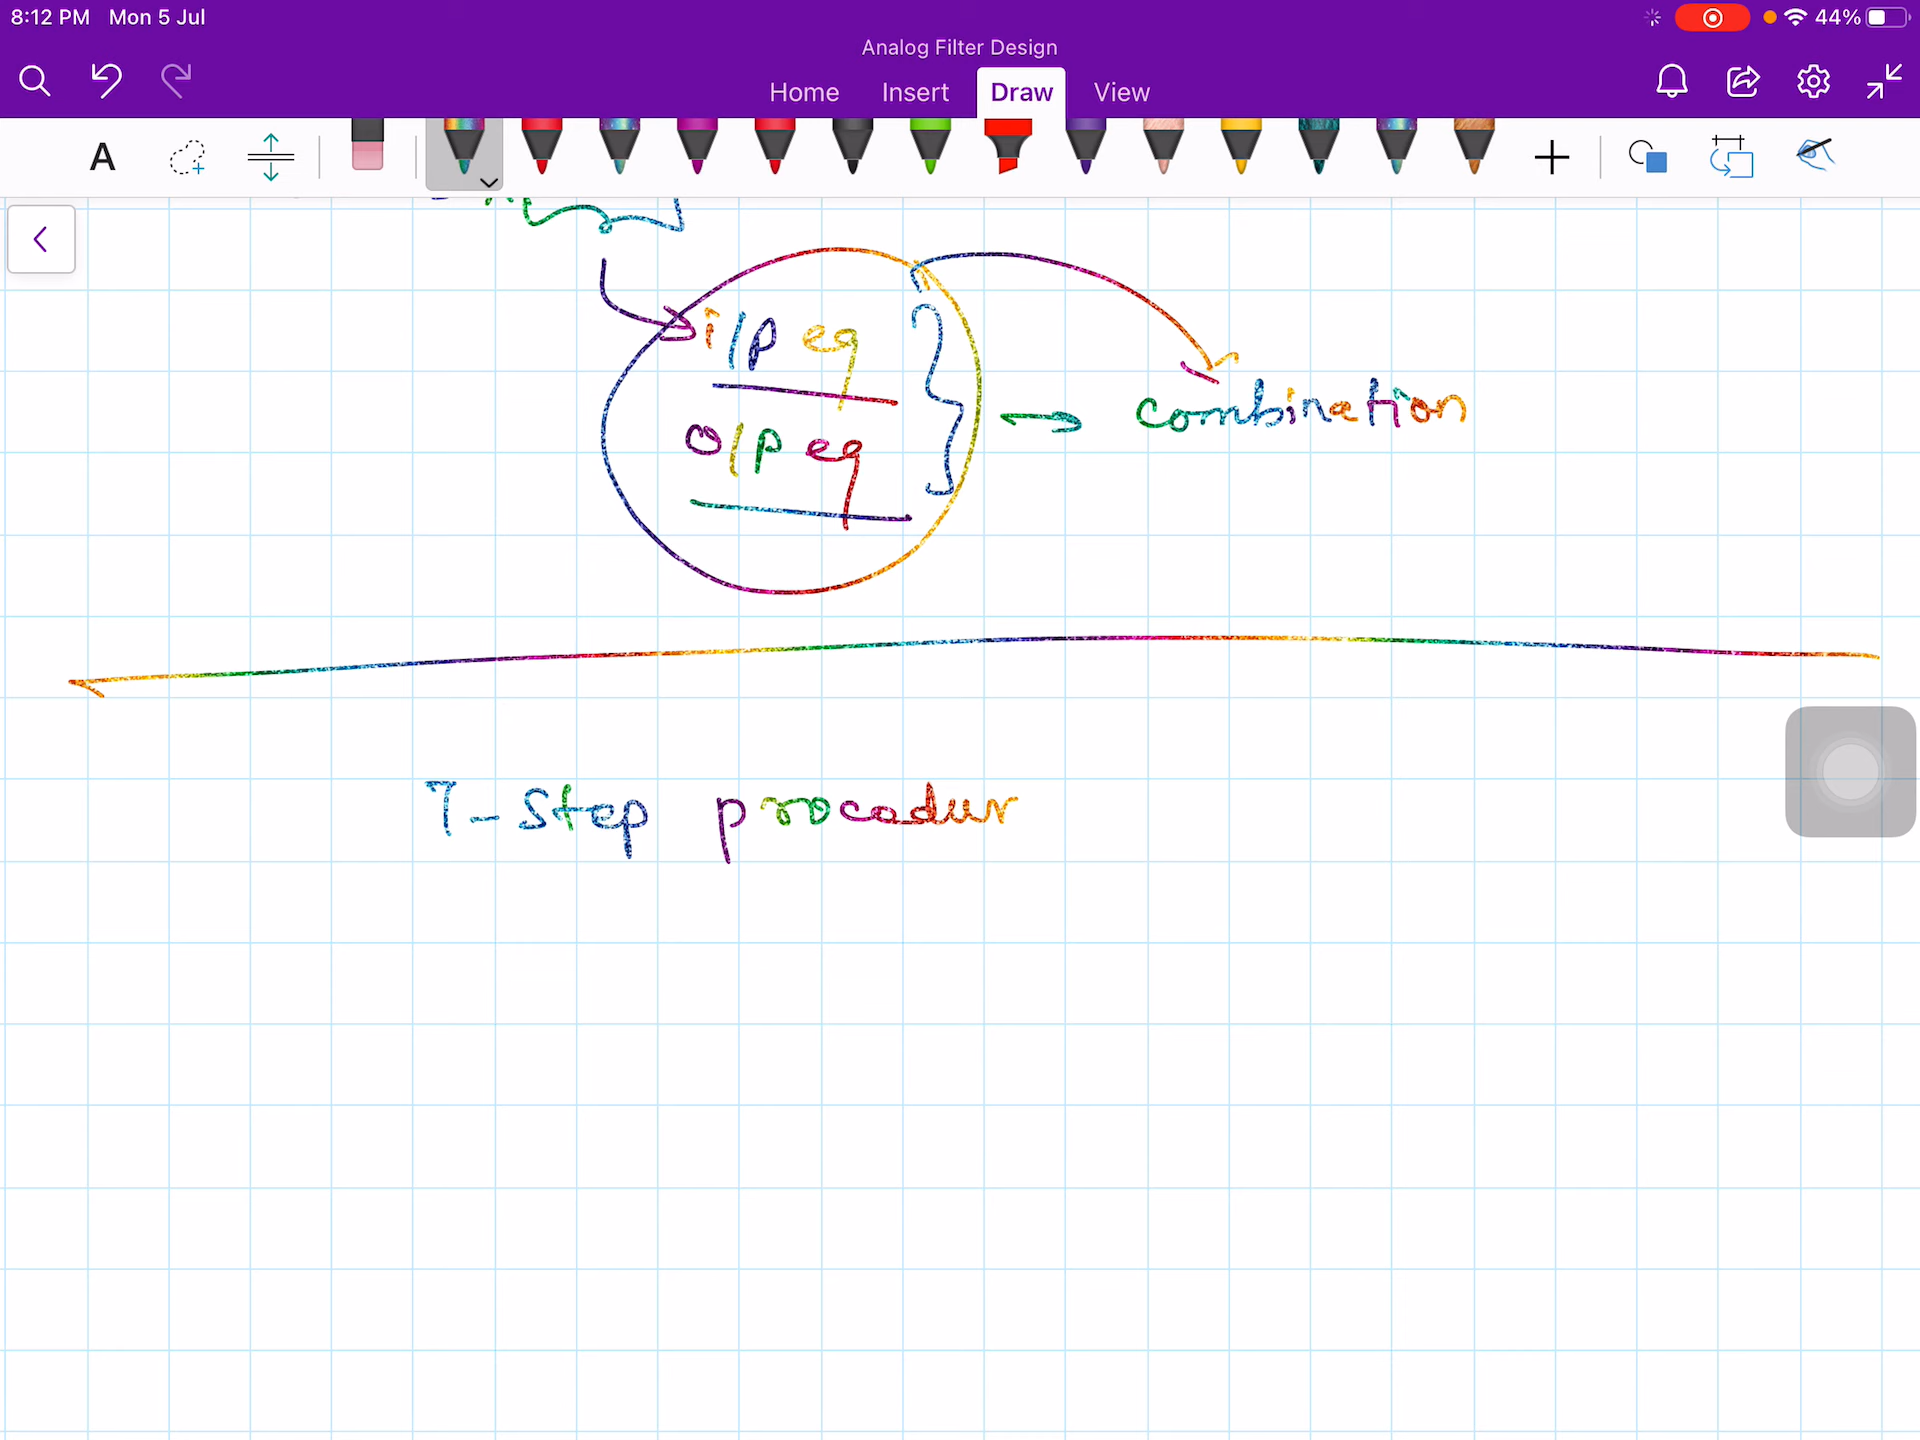 8:12 PM Mon 5 Jul
44%
Analog Filter Design
Home Insert Draw View
A
i/p eq
o/p eq
combination
7-Step procadur